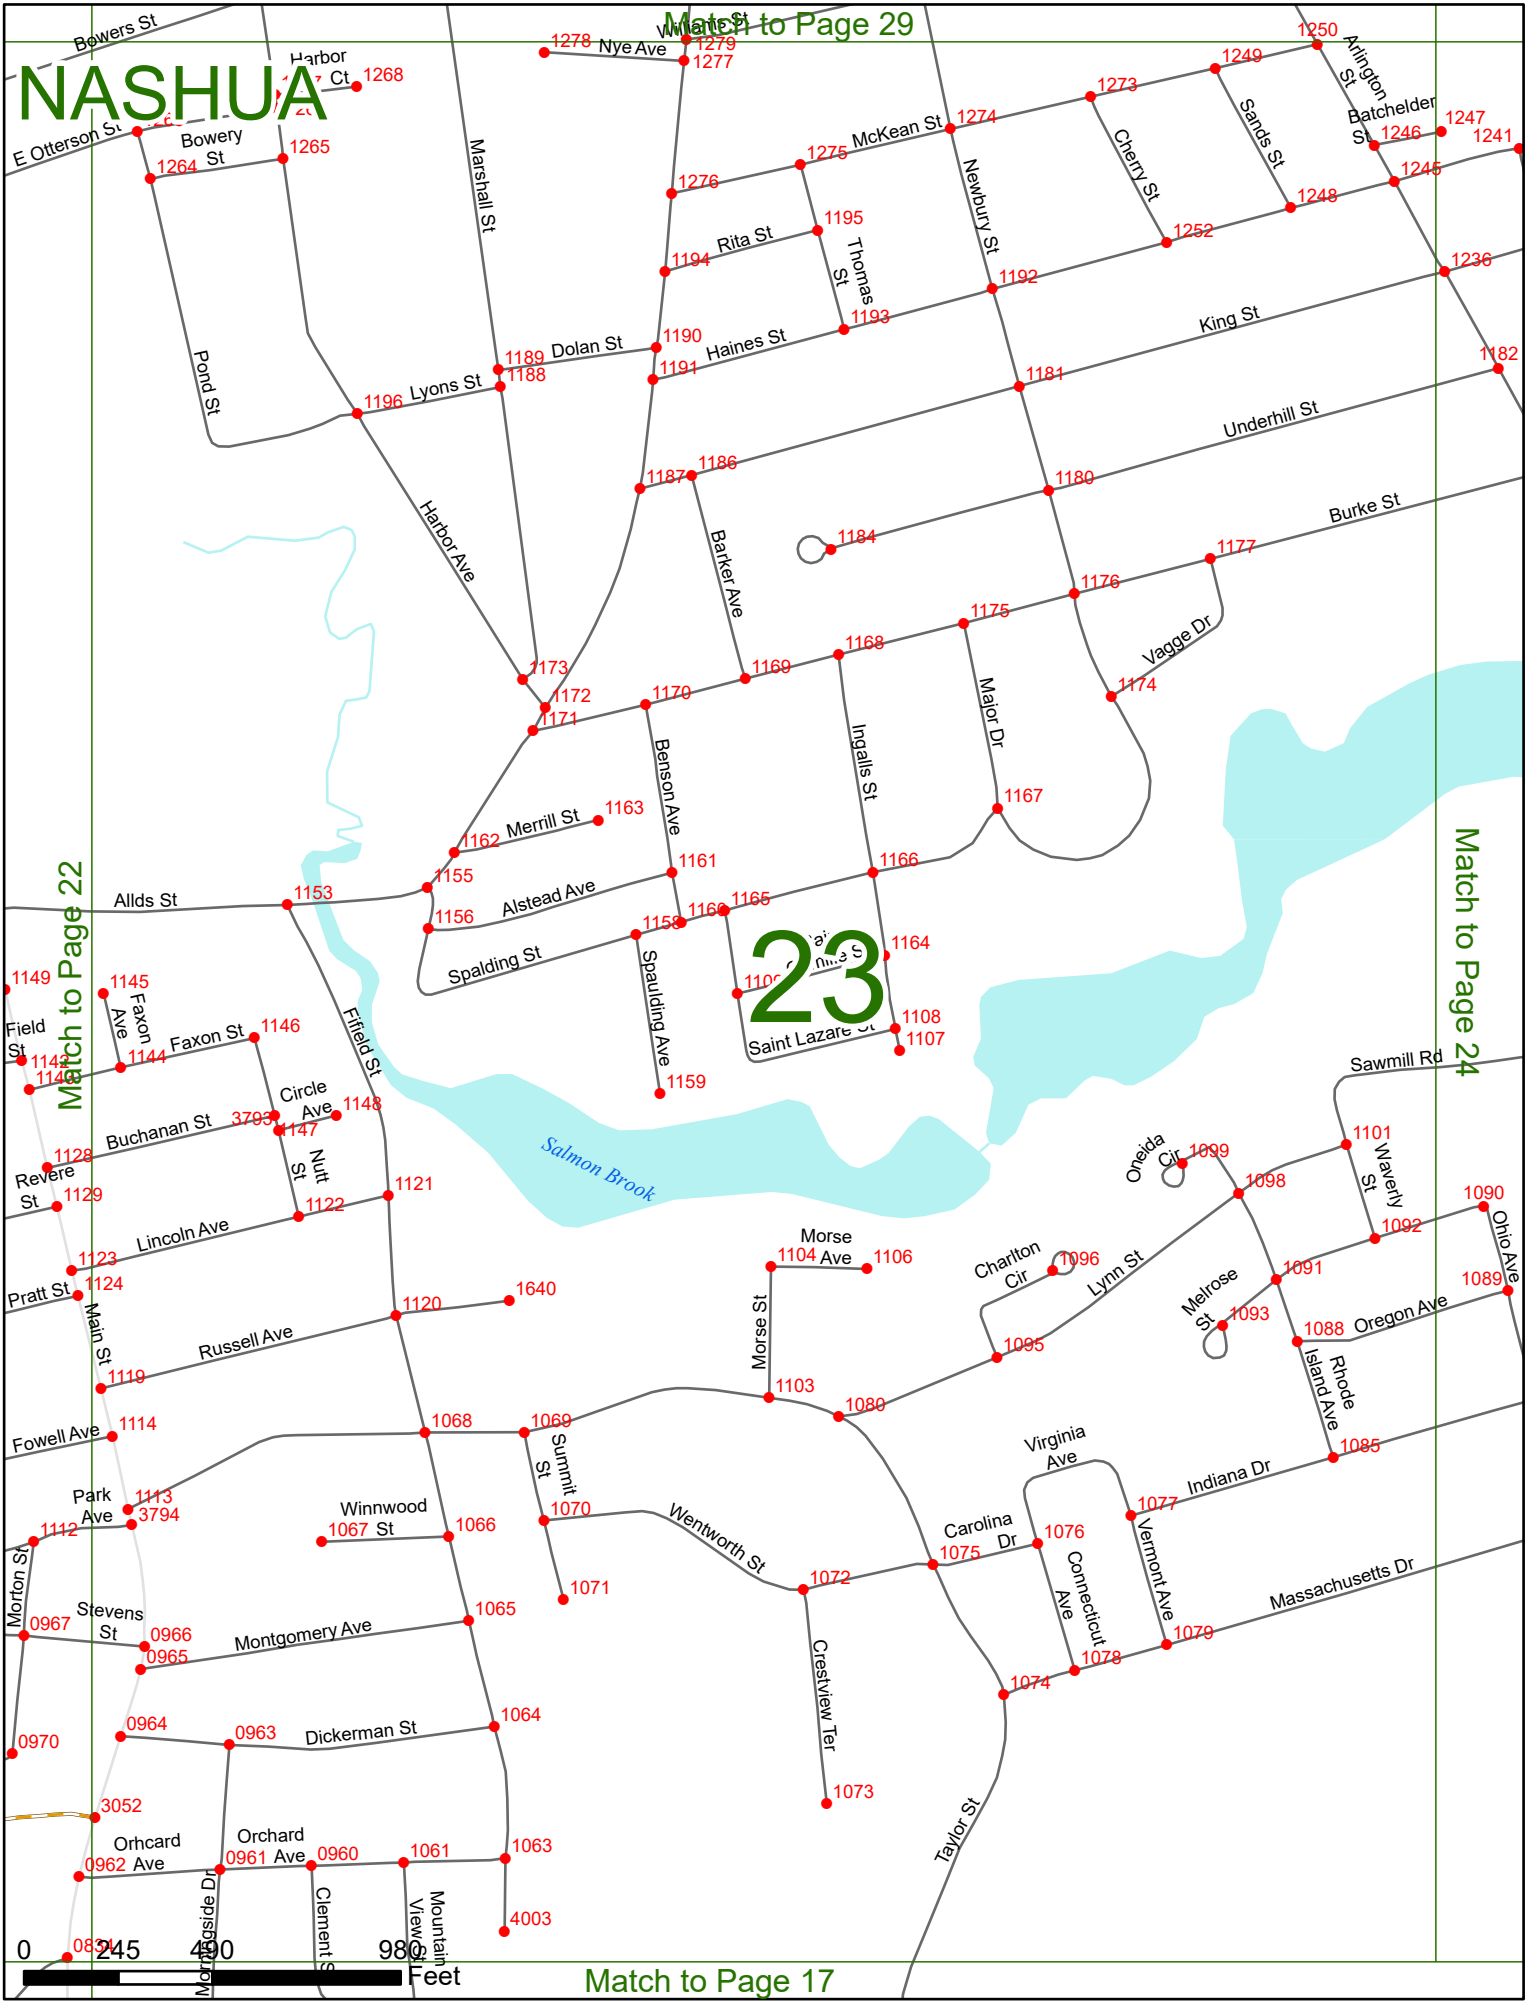 Match to Page 29
Bowers St
Williams St
1279
1278
Nye Ave
1277
1250
Arlington
St
1249
Harbor
Ct
1268
NASHUA
1273
Sands St
Batchelder
St
1247
1246
1241
E Otterson St
Bowery
St
1264
1265
Marshall St
McKean St
1274
1275
1276
Cherry St
Newbury St
1245
1248
1195
Rita St
Thomas
St
1252
1194
1192
1236
1193
King St
1190
Haines St
Dolan St
1191
1189
1188
Lyons St
Pond St
1196
1181
1182
Underhill St
1186
1187
1180
Harbor Ave
Burke St
1184
Barker Ave
1177
1176
1175
Vagge Dr
1168
1169
1173
1172
1170
1171
1174
Major Dr
Benson Ave
Ingalls St
1167
Merrill St
1163
1162
1161
1166
1155
Alstead Ave
Match to Page 22
Match to Page 24
Allds St
1153
1156
1158
1160
1165
Spalding St
23
1164
Spaulding Ave
1149
1145
Faxon
Ave
Field
St
1142
1144
Faxon St
1146
Fifield St
Saint Lazare St
1108
1107
1159
Sawmill Rd
Circle
Ave
1148
Buchanan St
3793
1147
Nutt
St
1128
Revere
St
1129
1122
1121
Salmon Brook
Oneida
Cir
1099
1101
Waverly
St
1098
1090
Ohio Ave
1092
Lincoln Ave
1123
1124
Pratt St
Main St
1640
1120
Russell Ave
1119
Morse
Ave
1104
1106
Morse St
Charlton
Cir
1096
Lynn St
1091
Melrose
St
1093
1089
1088
Oregon Ave
Rhode
Island Ave
1095
1103
1080
Fowell Ave
1114
1068
1069
Summit
St
Virginia
Ave
1085
Indiana Dr
Park
Ave
1113
3794
1112
Winnwood
St
1067
1066
1070
Wentworth St
Carolina
Dr
1076
1077
Vermont Ave
1075
1072
Connecticut
Ave
Massachusetts Dr
1071
Morton St
Stevens
St
0967
0966
0965
Montgomery Ave
1065
1079
1078
1074
Crestview Ter
0970
0964
0963
Dickerman St
1064
1073
3052
Taylor St
Orhcard
Ave
0962
Orchard
Ave
0961
0960
1061
1063
Morningside Dr
Clement S
Mountain
View St
4003
0834
0 245 490 980
Feet
Match to Page 17